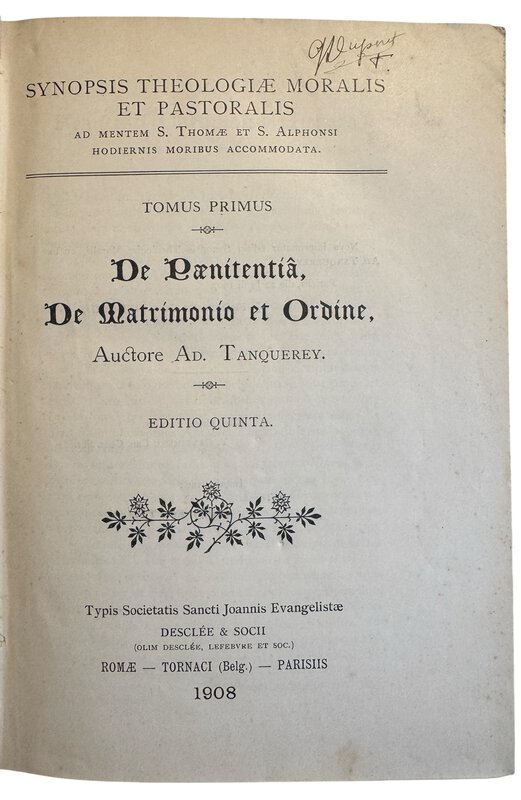 SYNOPSIS THEOLOGIÆ MORALIS
ET PASTORALIS
AD MENTEM S. THOMÆ ET S. ALPHONSI
HODIERNIS MORIBUS ACCOMMODATA.
TOMUS PRIMUS
De Pænitentiâ,
De Matrimonio et Ordine,
Auctore AD. TANQUEREY.
EDITIO QUINTA.
Typis Societatis Sancti Joannis Evangelistæ
DESCLÉE & SOCII
(OLIM DESCLÉE, LEFEBVRE ET SOC.)
ROMÆ — TORNACI (Belg.) — PARISIIS
1908